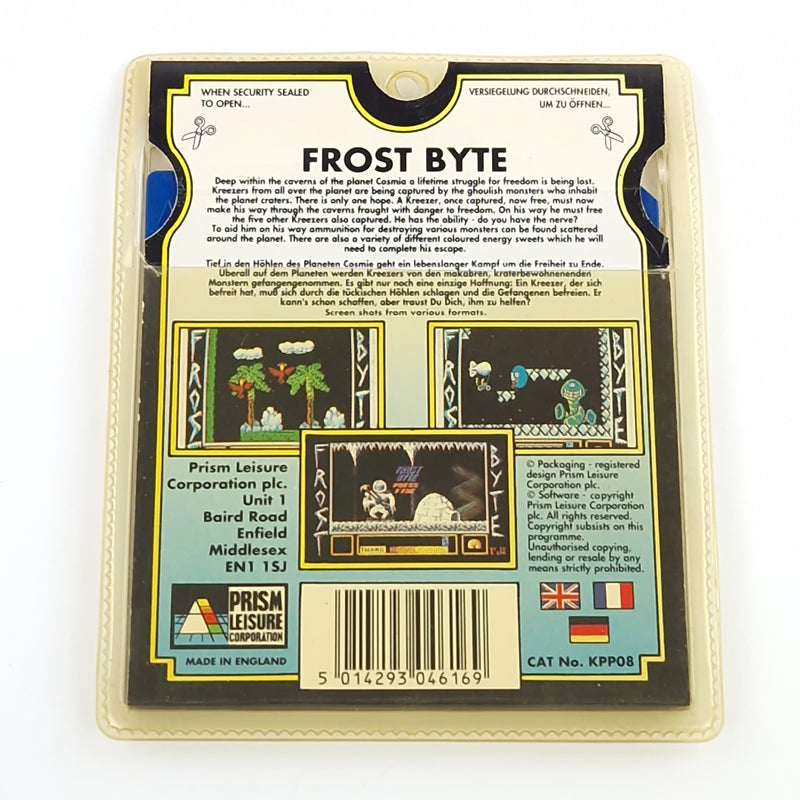 WHEN SECURITY SEALED
TO OPEN...
VERSIEGELUNG DURCHSCHNEIDEN,
UM ZU ÖFFNEN...
FROST BYTE
Deep within the caverns of the planet Cosmia a lifetime struggle for freedom is being lost.
Kreezers from all over the planet are being captured by the ghoulish monsters who inhabit
the planet craters. There is only one hope. A Kreezer, once captured, now free, must now
make his way through the caverns fraught with danger to freedom. On his way he must free
the five other Kreezers also captured. He has the ability - do you have the nerve?
To aid him on his way ammunition for destroying various monsters can be found scattered
around the planet. There are also a variety of different coloured energy sweets which he will
need to complete his escape.
Tief in den Höhlen des Planeten Cosmie geht ein lebenslanger Kampf um die Freiheit zu Ende.
Überall auf dem Planeten werden Kreezers von den makabren, kraterbewohnenenden
Monstern gefangengenommen. Es gibt nur noch eine einzige Hoffnung: Ein Kreezer, der sich
befreit hat, muß sich durch die tückischen Höhlen schlagen und die Gefangenen befreien. Er
kann's schon schaffen, aber traust Du Dich, ihm zu helfen?
Screen shots from various formats.
FROST
BYTE
FROST
BYTE
FROST
FROST
BYTE
PRESS
FIRE
BYTE
Prism Leisure
Corporation plc.
Unit 1
Baird Road
Enfield
Middlesex
EN1 1SJ
© Packaging - registered
design Prism Leisure
Corporation plc.
© Software - copyright
Prism Leisure Corporation
plc. All rights reserved.
Copyright subsists on this
programme.
Unauthorised copying,
lending or resale by any
means strictly prohibited.
PRISM
LEISURE
CORPORATION
MADE IN ENGLAND
5 014293 046169
CAT No. KPP08